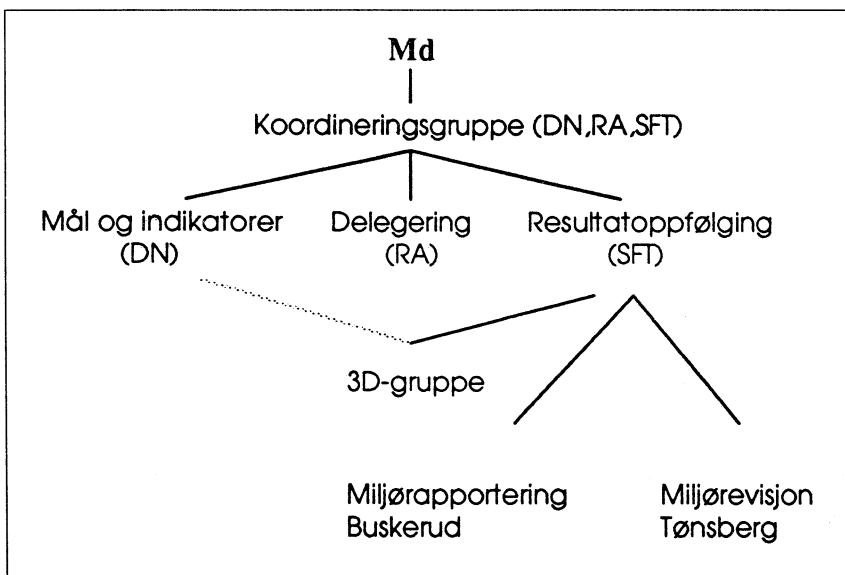 Md
Koordineringsgruppe (DN,RA,SFT)
Mål og indikatorer
(DN)
Delegering
(RA)
Resultatoppfølging
(SFT)
3D-gruppe
Miljørapportering
Buskerud
Miljørevisjon
Tønsberg